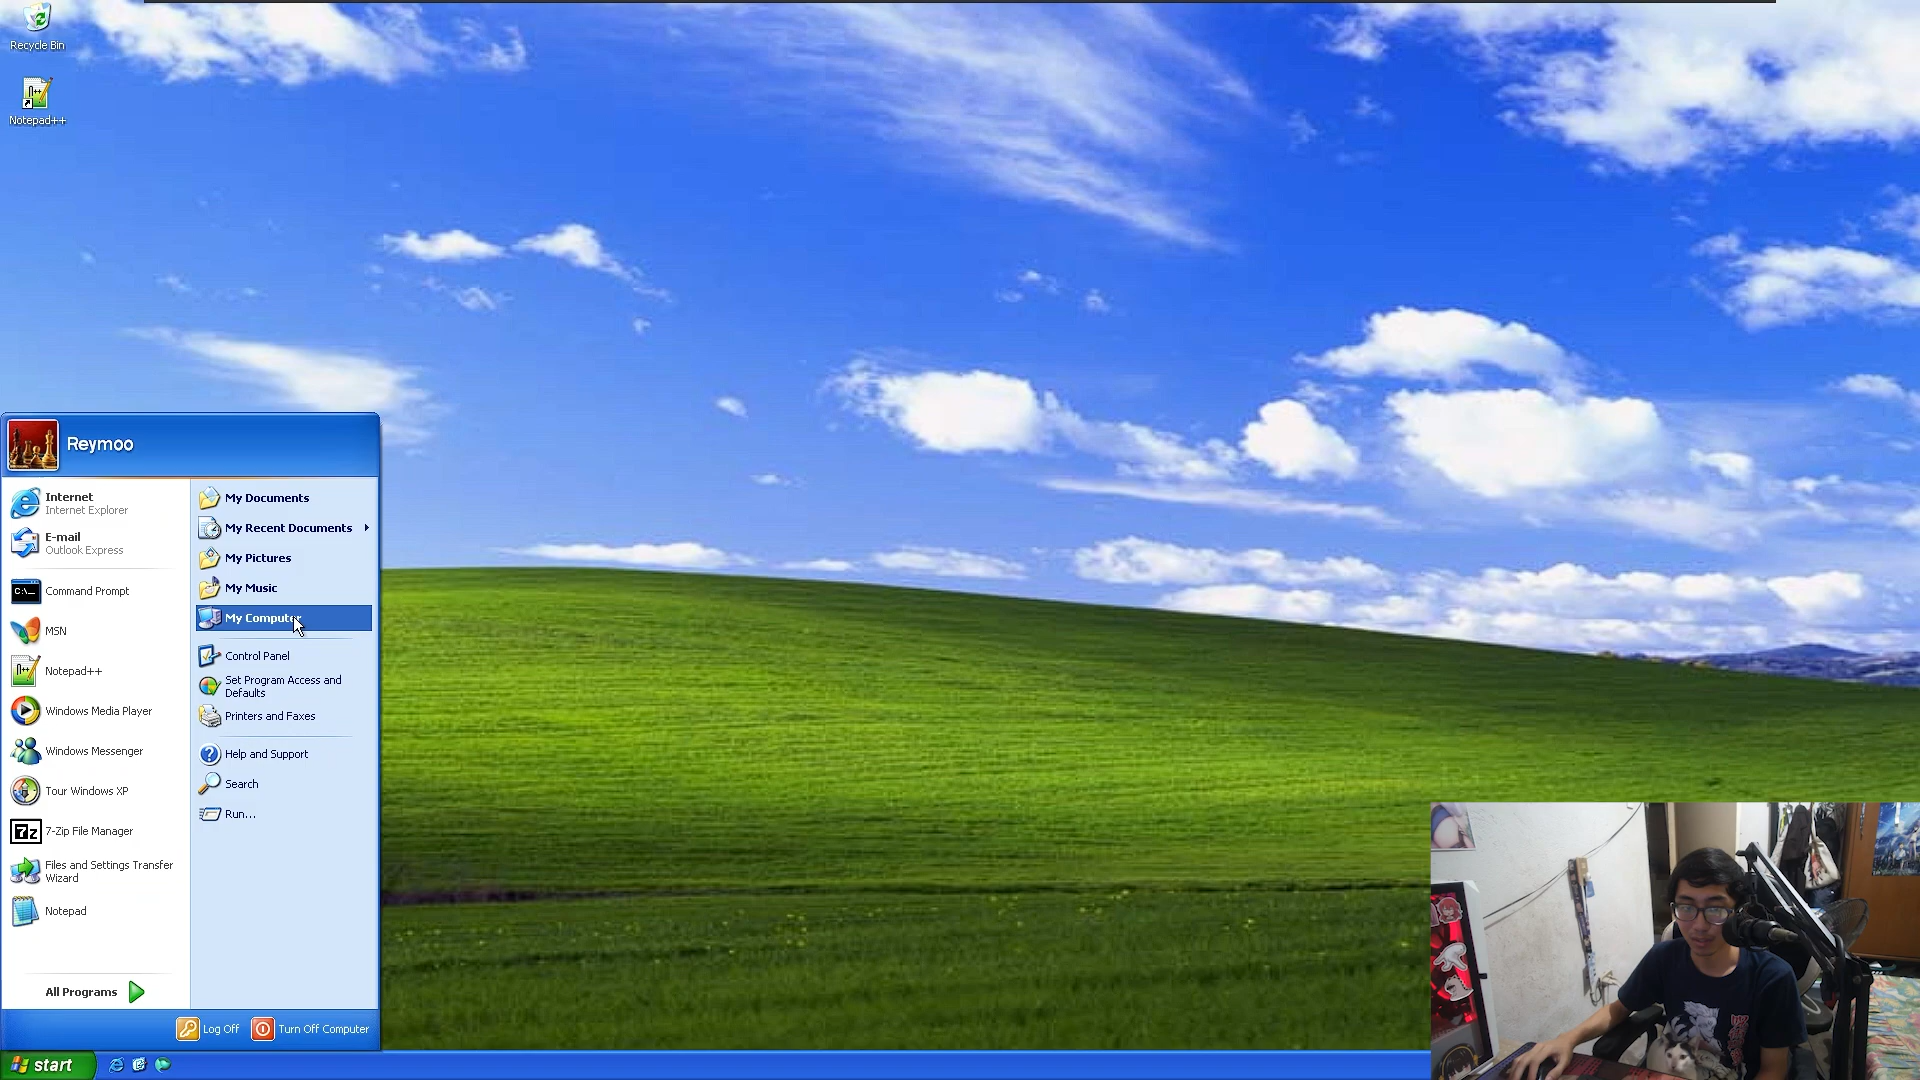 Recycle Bin
Notepad++
Reymoo
Internet
Internet Explorer
E-mail
Outlook Express
Command Prompt
MSN
Notepad++
Windows Media Player
Windows Messenger
Tour Windows XP
7-Zip File Manager
Files and Settings Transfer
Wizard
Notepad
All Programs
My Documents
My Recent Documents
My Pictures
My Music
My Computer
Control Panel
Set Program Access and
Defaults
Printers and Faxes
Help and Support
Search
Run...
Log Off
Turn Off Computer
start